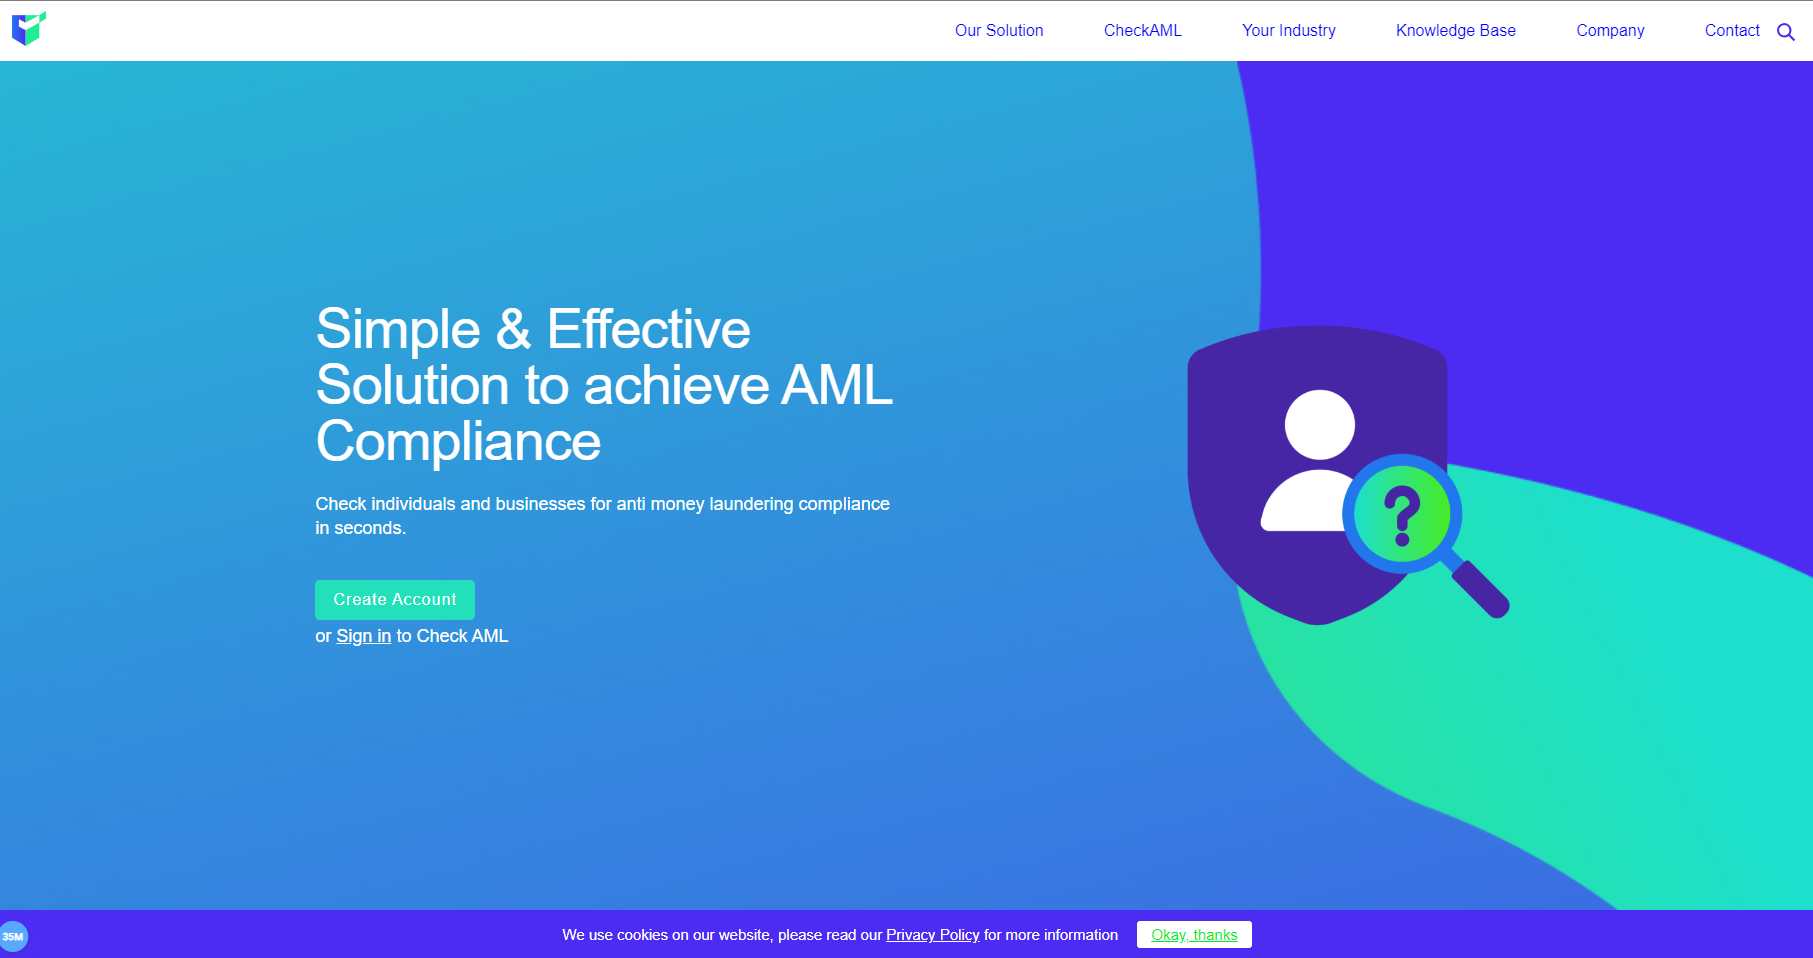 Our Solution CheckAML Your Industry Knowledge Base Company Contact
Simple & Effective
Solution to achieve AML
Compliance
Check individuals and businesses for anti money laundering compliance
in seconds.
Create Account
or Sign in to Check AML
?
35M
We use cookies on our website, please read our Privacy Policy for more information Okay, thanks